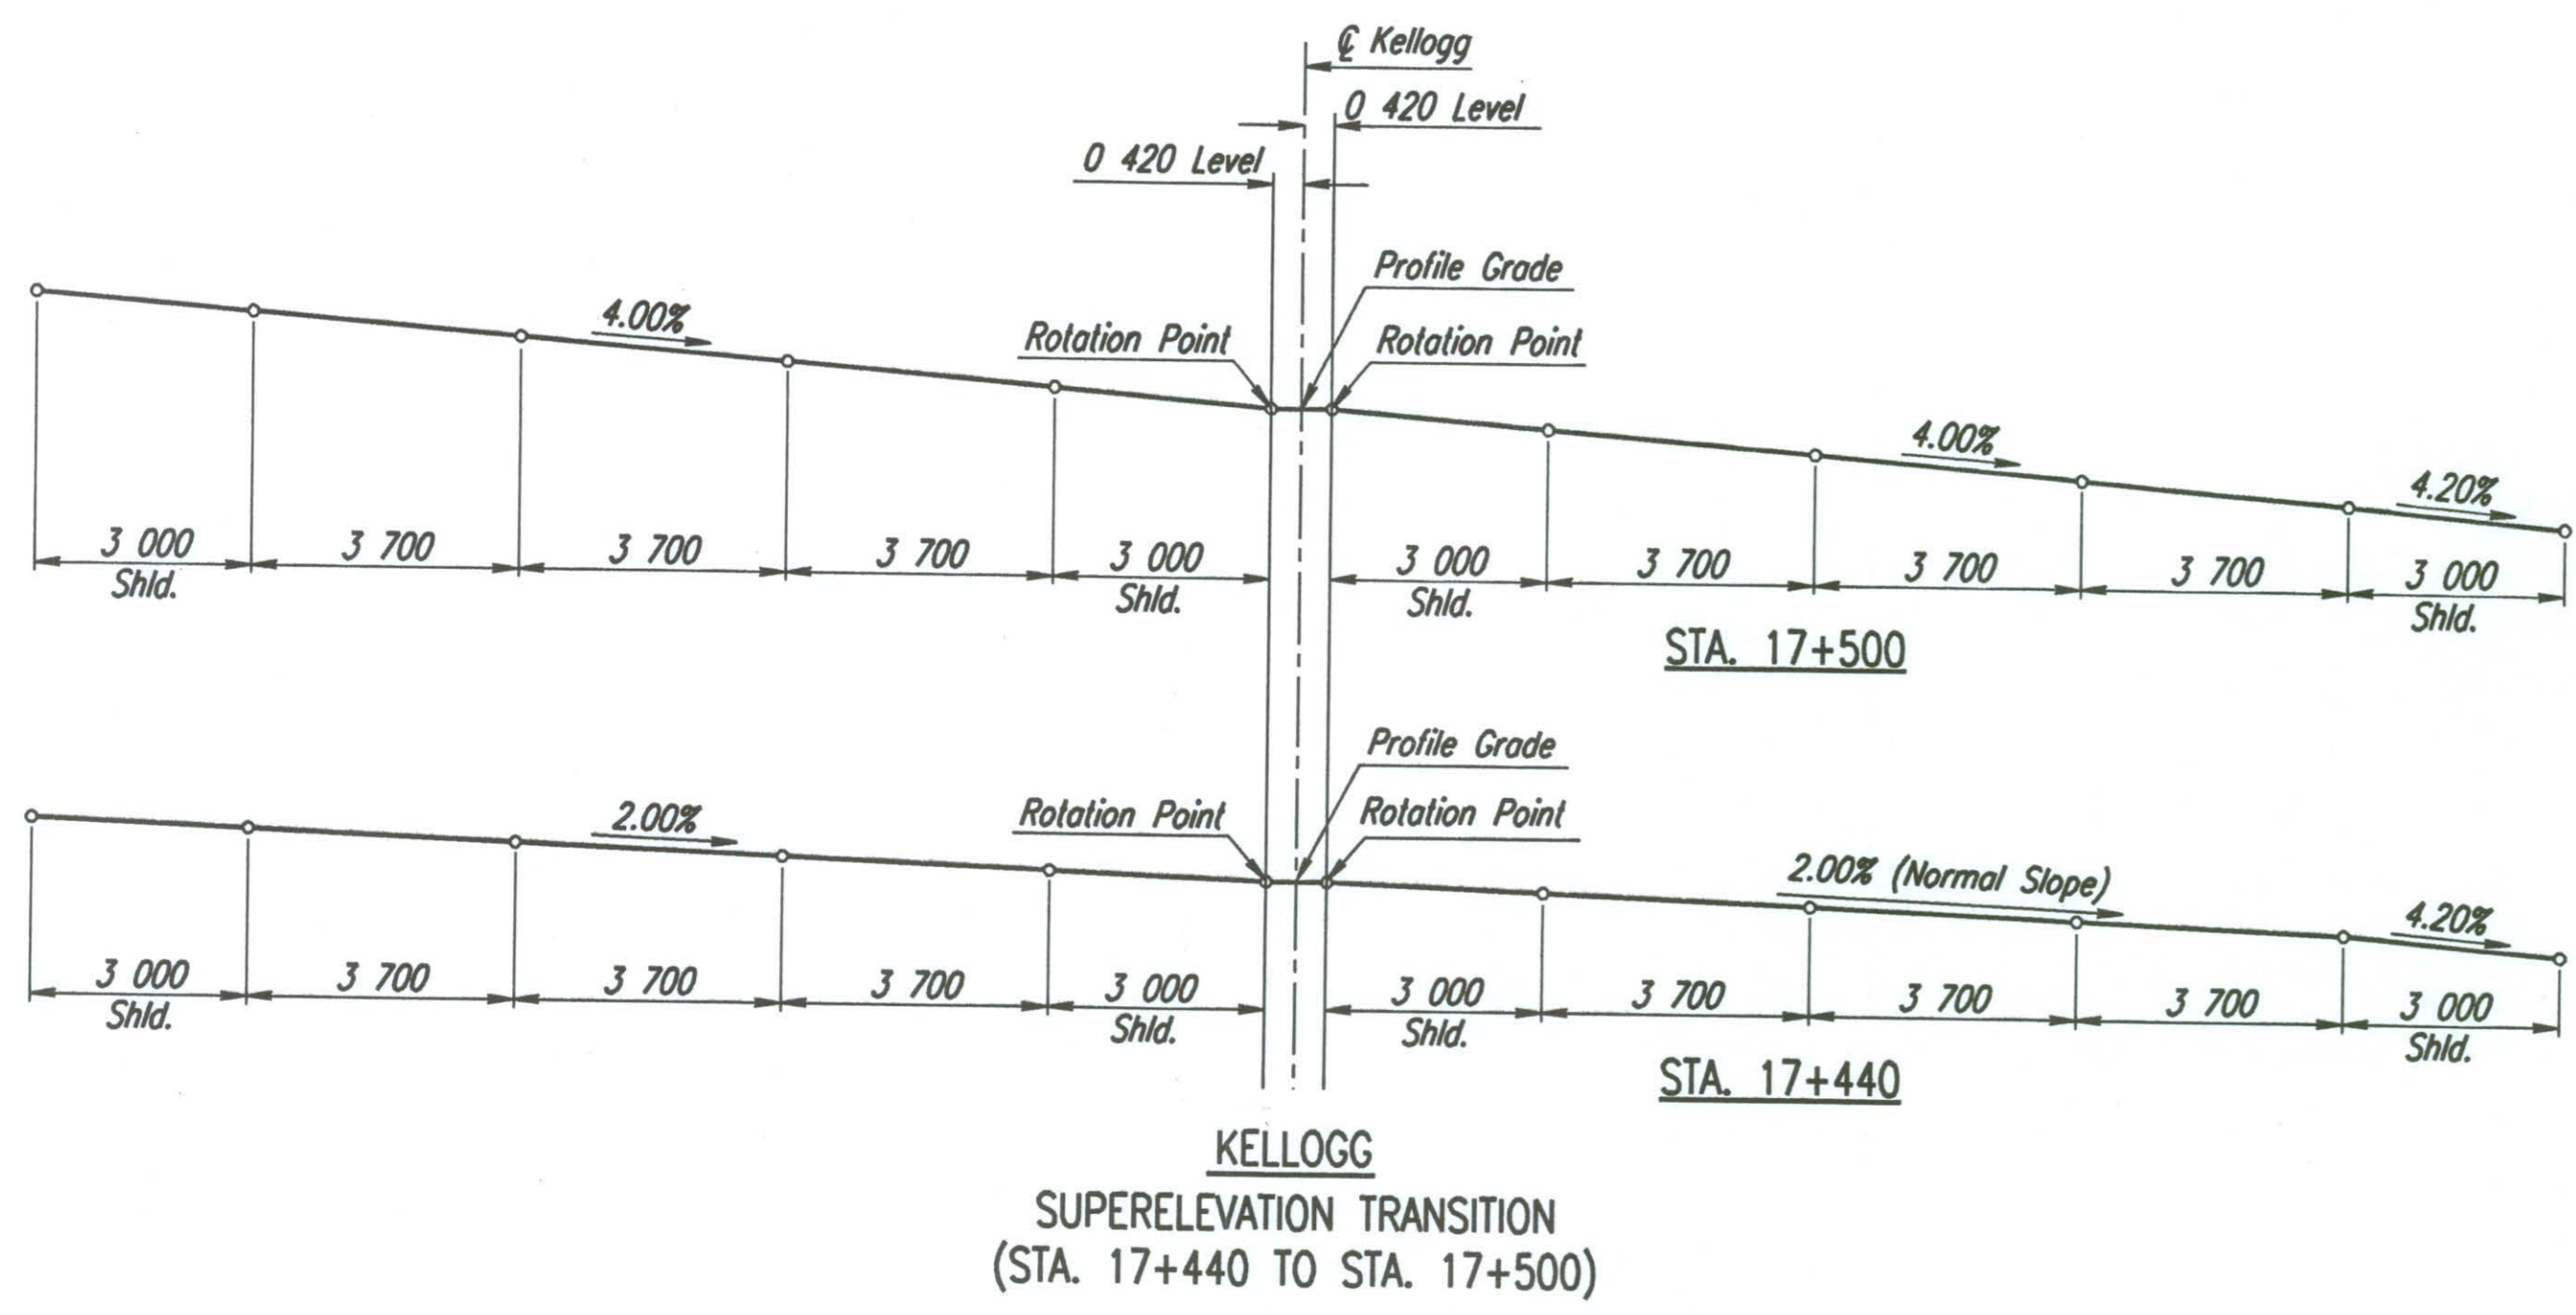 ℄ Kellogg
0 420 Level
0 420 Level
Profile Grade
4.00%
Rotation Point
Rotation Point
4.00%
4.20%
3 000
Shld.
3 700
3 700
3 700
3 000
Shld.
3 000
Shld.
3 700
3 700
3 700
3 000
Shld.
STA. 17+500
Profile Grade
2.00%
Rotation Point
Rotation Point
2.00% (Normal Slope)
4.20%
3 000
Shld.
3 700
3 700
3 700
3 000
Shld.
3 000
Shld.
3 700
3 700
3 700
3 000
Shld.
STA. 17+440
KELLOGG
SUPERELEVATION TRANSITION
(STA. 17+440 TO STA. 17+500)